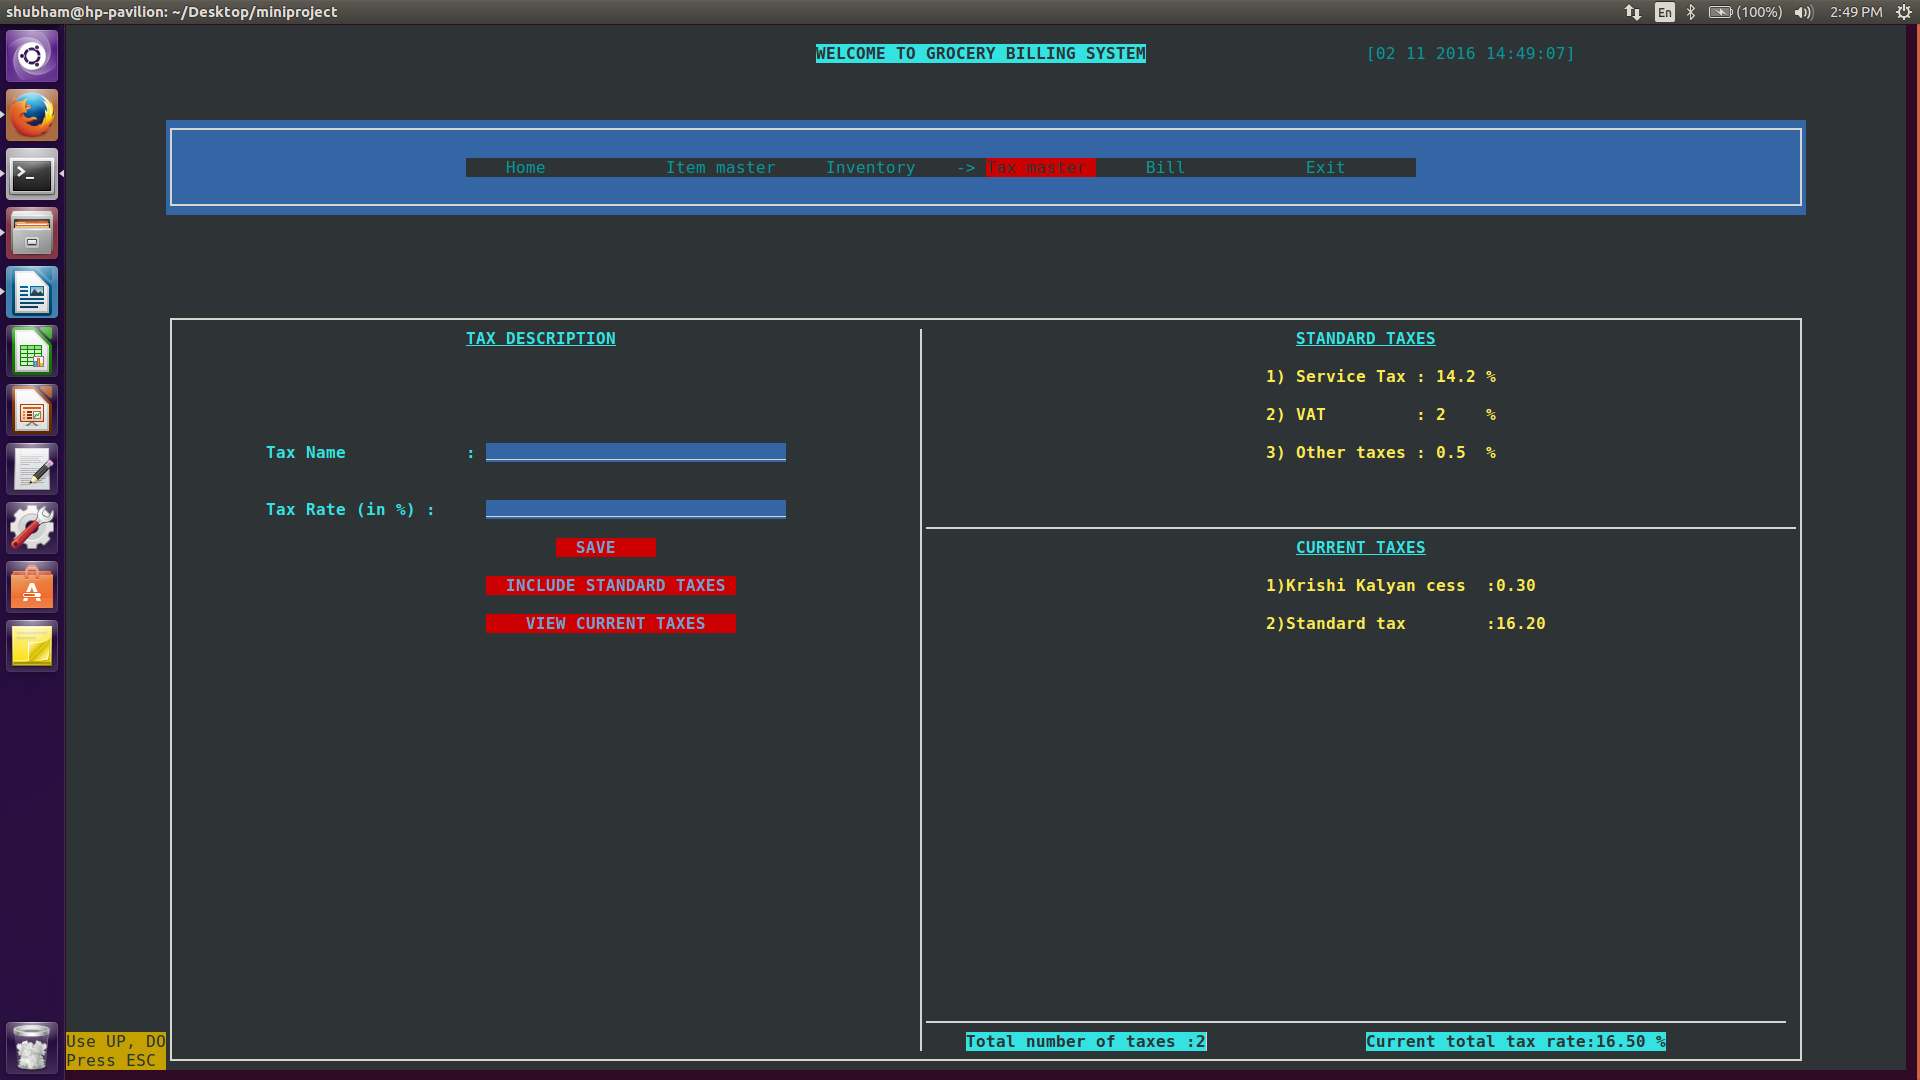 shubham@hp-pavilion: ~/Desktop/miniproject
En (100%) 2:49 PM
WELCOME TO GROCERY BILLING SYSTEM [02 11 2016 14:49:07]
Home Item master Inventory -> Tax master Bill Exit
TAX DESCRIPTION
Tax Name :
Tax Rate (in %) :
SAVE
INCLUDE STANDARD TAXES
VIEW CURRENT TAXES
STANDARD TAXES
1) Service Tax : 14.2 %
2) VAT : 2 %
3) Other taxes : 0.5 %
CURRENT TAXES
1)Krishi Kalyan cess :0.30
2)Standard tax :16.20
Total number of taxes :2 Current total tax rate:16.50 %
Use UP, DO
Press ESC